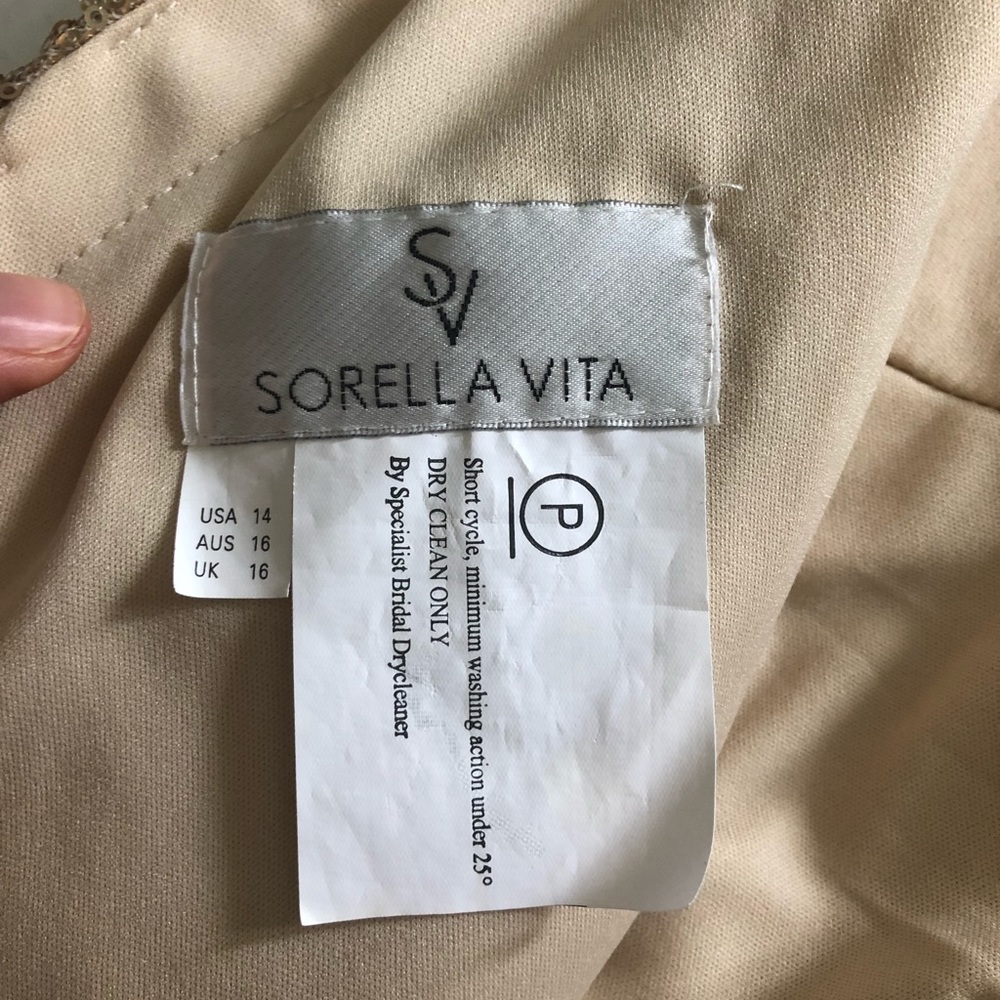 SV
SORELLA VITA
USA 14
AUS 16
UK 16
P
Short cycle, minimum washing action under 25°
DRY CLEAN ONLY
By Specialist Bridal Drycleaner